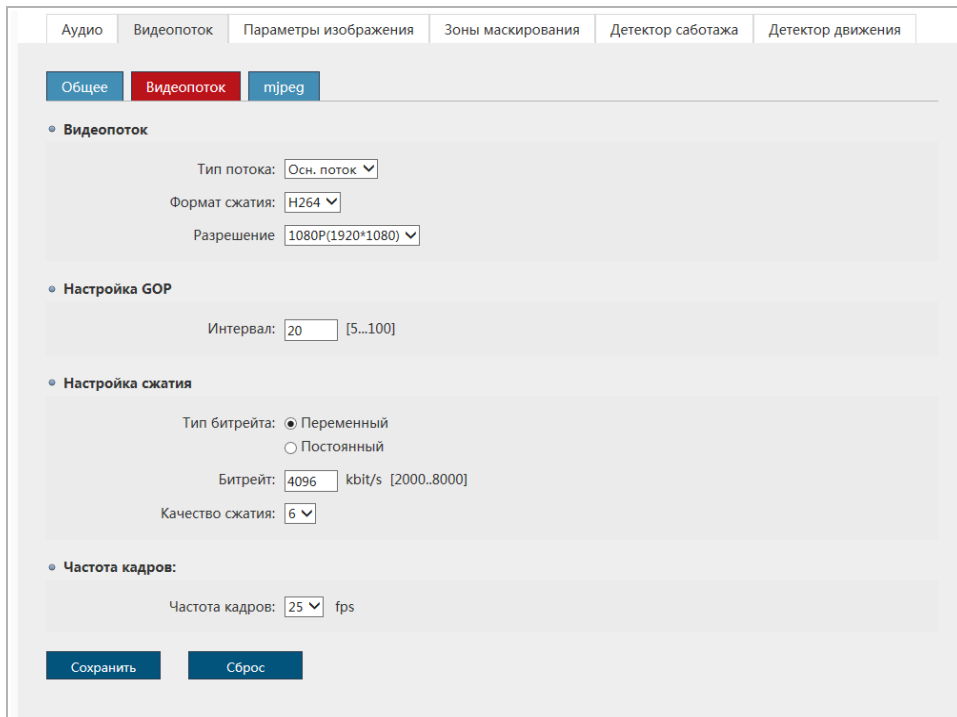 Аудио Видеопоток Параметры изображения Зоны маскирования Детектор саботажа Детектор движения
Общее Видеопоток mjpeg
Видеопоток
Тип потока: Осн. поток
Формат сжатия: H264
Разрешение 1080P(1920*1080)
Настройка GOP
Интервал: 20 [5...100]
Настройка сжатия
Тип битрейта: Переменный
Постоянный
Битрейт: 4096 kbit/s [2000..8000]
Качество сжатия: 6
Частота кадров:
Частота кадров: 25 fps
Сохранить Сброс